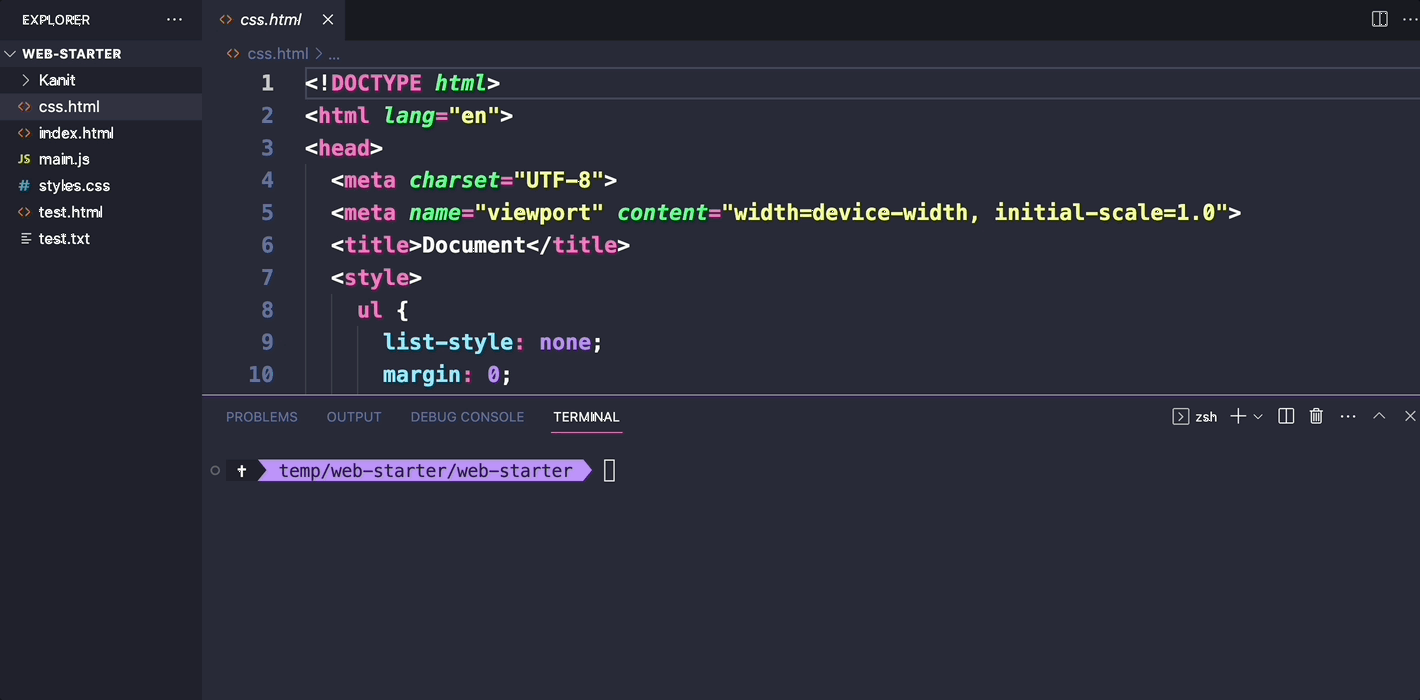 EXPLORER
WEB-STARTER
Kanit
css.html
index.html
JS main.js
# styles.css
test.html
test.txt
css.html
css.html > ...
1 <!DOCTYPE html>
2 <html lang="en">
3 <head>
4 <meta charset="UTF-8">
5 <meta name="viewport" content="width=device-width, initial-scale=1.0">
6 <title>Document</title>
7 <style>
8 ul {
9 list-style: none;
10 margin: 0;
PROBLEMS OUTPUT DEBUG CONSOLE TERMINAL zsh
temp/web-starter/web-starter